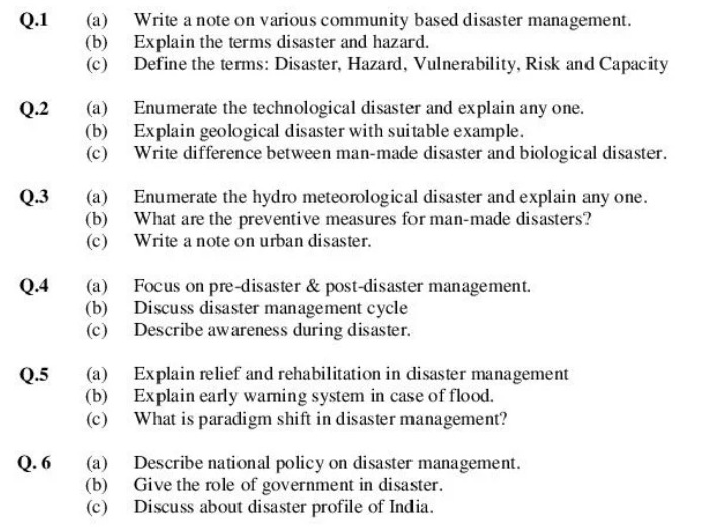 Q.1 (a) Write a note on various community based disaster management.
(b) Explain the terms disaster and hazard.
(c) Define the terms: Disaster, Hazard, Vulnerability, Risk and Capacity
Q.2 (a) Enumerate the technological disaster and explain any one.
(b) Explain geological disaster with suitable example.
(c) Write difference between man-made disaster and biological disaster.
Q.3 (a) Enumerate the hydro meteorological disaster and explain any one.
(b) What are the preventive measures for man-made disasters?
(c) Write a note on urban disaster.
Q.4 (a) Focus on pre-disaster & post-disaster management.
(b) Discuss disaster management cycle
(c) Describe awareness during disaster.
Q.5 (a) Explain relief and rehabilitation in disaster management
(b) Explain early warning system in case of flood.
(c) What is paradigm shift in disaster management?
Q. 6 (a) Describe national policy on disaster management.
(b) Give the role of government in disaster.
(c) Discuss about disaster profile of India.